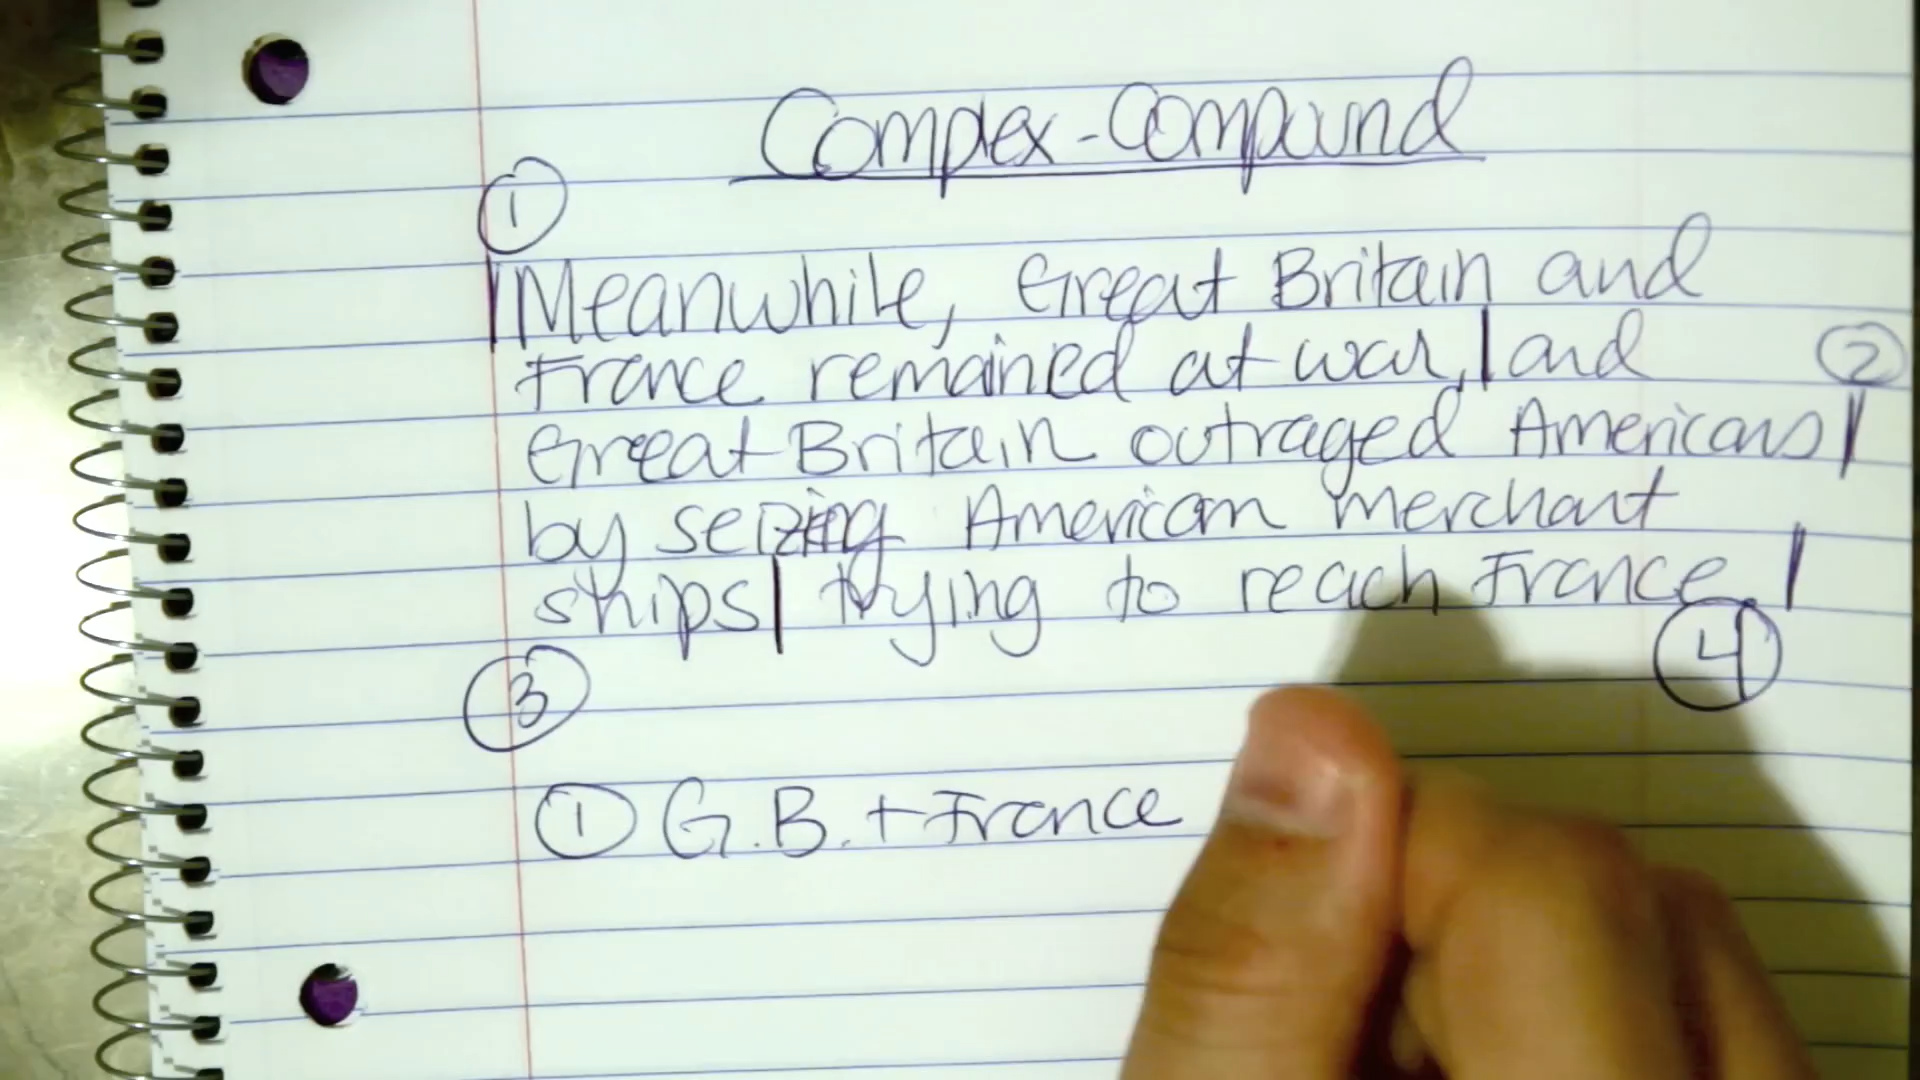 Complex-Compound
①
Meanwhile, Great Britain and
France remained at war,| and ②
Great Britain outraged Americans|
by seizing American merchant
ships| trying to reach France.|
③ ④
① G.B. + France